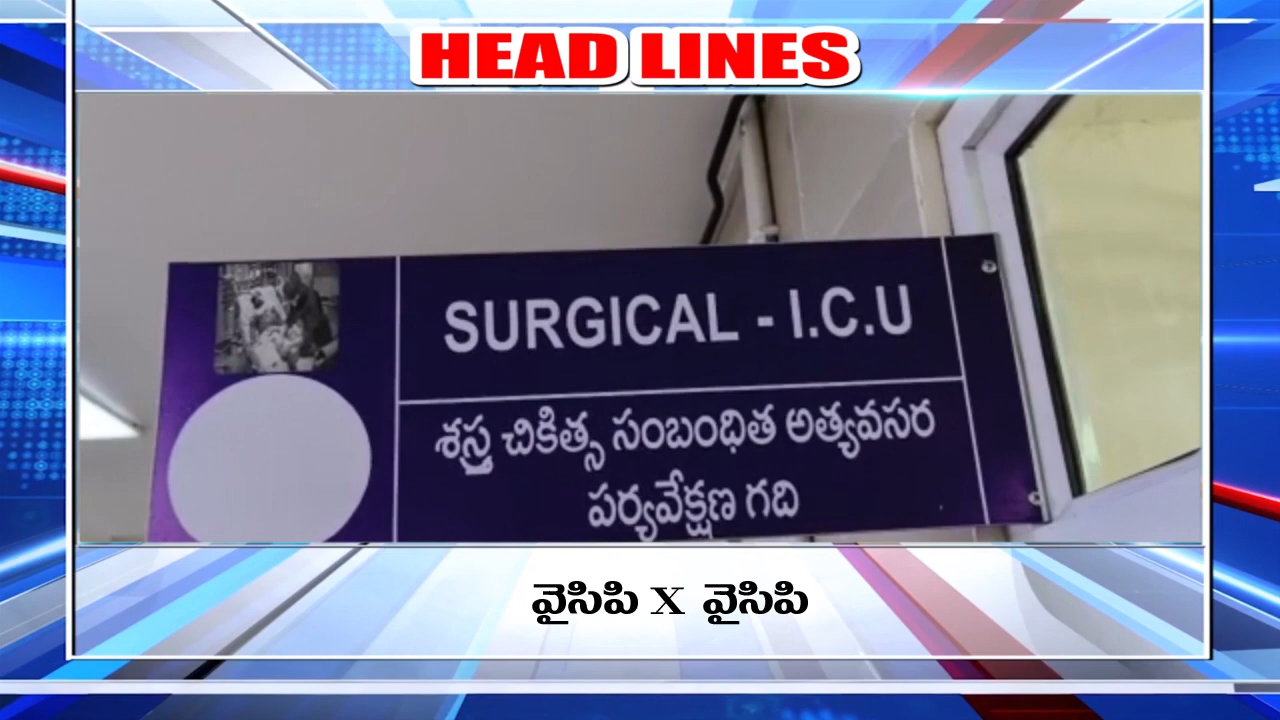 HEAD LINES
SURGICAL - I.C.U
శస్త్ర చికిత్స సంబంధిత అత్యవసర
పర్యవేక్షణ గది
వైసిపి X వైసిపి